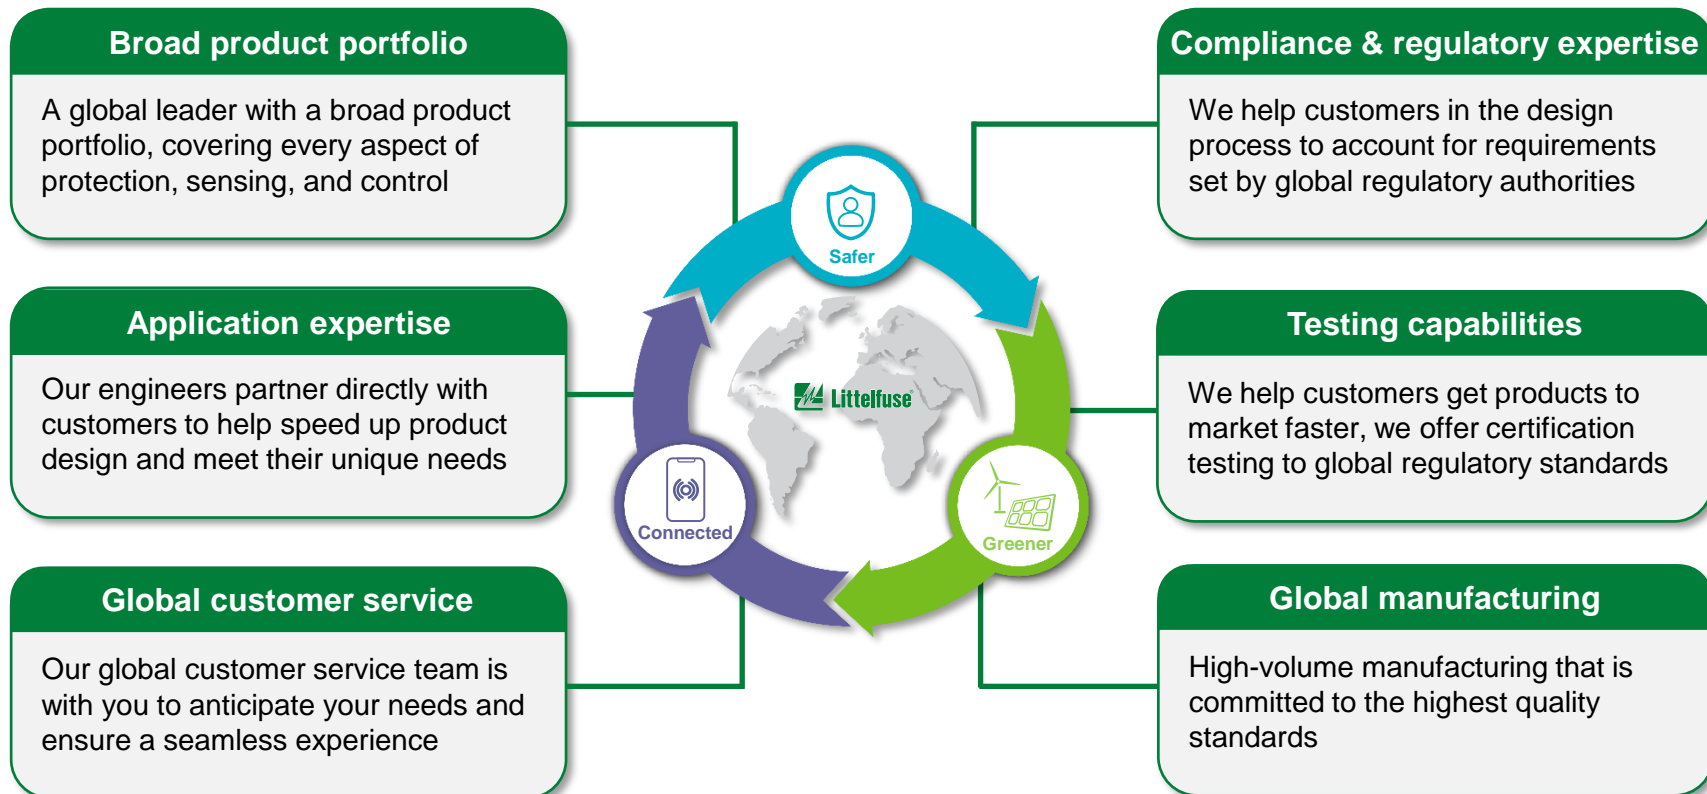 Broad product portfolio
A global leader with a broad product
portfolio, covering every aspect of
protection, sensing, and control
Application expertise
Our engineers partner directly with
customers to help speed up product
design and meet their unique needs
Global customer service
Our global customer service team is
with you to anticipate your needs and
ensure a seamless experience
Safer
Littelfuse
Connected
Greener
Compliance & regulatory expertise
We help customers in the design
process to account for requirements
set by global regulatory authorities
Testing capabilities
We help customers get products to
market faster, we offer certification
testing to global regulatory standards
Global manufacturing
High-volume manufacturing that is
committed to the highest quality
standards